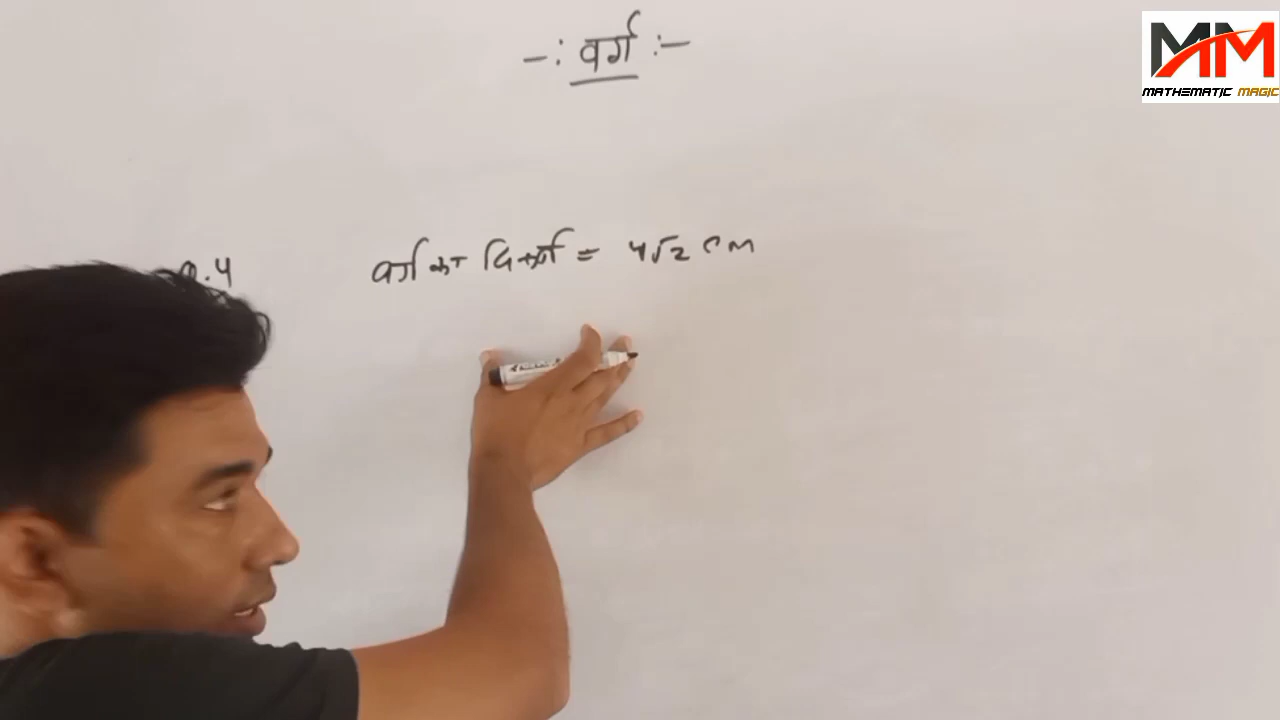 -: वर्ग :-
Q.4
वर्ग का विकर्ण = 4√2 cm
MM
MATHEMATIC MAGIC